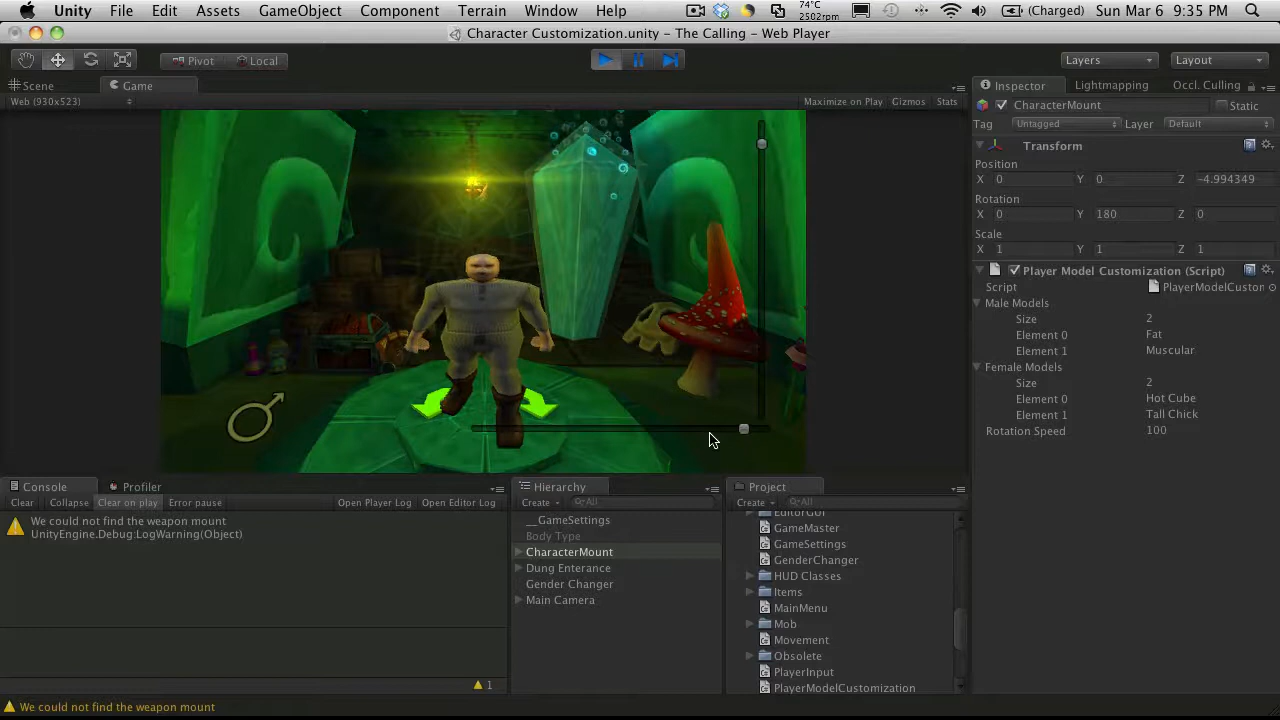 Unity File Edit Assets GameObject Component Terrain Window Help 74°C 2502rpm (Charged) Sun Mar 6 9:35 PM
Character Customization.unity – The Calling – Web Player
Pivot Local Layers Layout
Scene Game Inspector Lightmapping Occl. Culling
Web (930x523) Maximize on Play Gizmos Stats
CharacterMount Static
Tag Untagged Layer Default
Transform
Position
X 0 Y 0 Z -4.994349
Rotation
X 0 Y 180 Z 0
Scale
X 1 Y 1 Z 1
Player Model Customization (Script)
Script PlayerModelCustom
Male Models
Size 2
Element 0 Fat
Element 1 Muscular
Female Models
Size 2
Element 0 Hot Cube
Element 1 Tall Chick
Rotation Speed 100
Console Profiler
Clear Collapse Clear on play Error pause Open Player Log Open Editor Log
We could not find the weapon mount
UnityEngine.Debug:LogWarning(Object)
1
Hierarchy
Create All
__GameSettings
Body Type
CharacterMount
Dung Enterance
Gender Changer
Main Camera
Project
Create All
EditorGUI
GameMaster
GameSettings
GenderChanger
HUD Classes
Items
MainMenu
Mob
Movement
Obsolete
PlayerInput
PlayerModelCustomization
We could not find the weapon mount